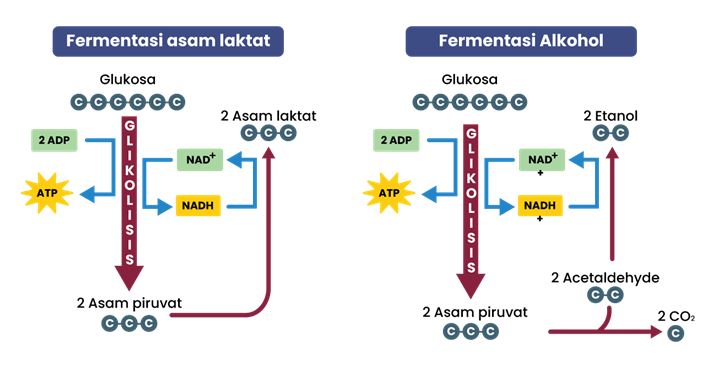 Fermentasi asam laktat
Glukosa
C C C C C C
2 Asam laktat
C C C
2 ADP
ATP
GLIKOLISIS
NAD+
NADH
2 Asam piruvat
C C C
Fermentasi Alkohol
Glukosa
C C C C C C
2 Etanol
C C
2 ADP
ATP
GLIKOLISIS
NAD+
+
NADH
+
2 Acetaldehyde
C C
2 Asam piruvat
C C C
2 CO₂
C